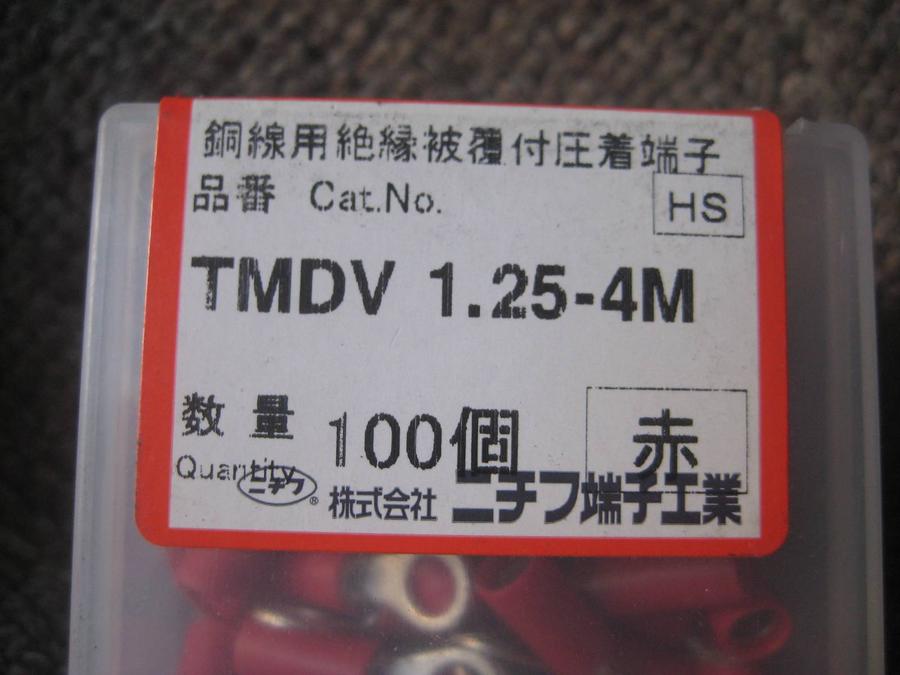 銅線用絶縁被覆付圧着端子
品番 Cat.No.
HS
TMDV 1.25-4M
数量 100個
赤
Quantity
ニチフ®
株式会社 ニチフ端子工業